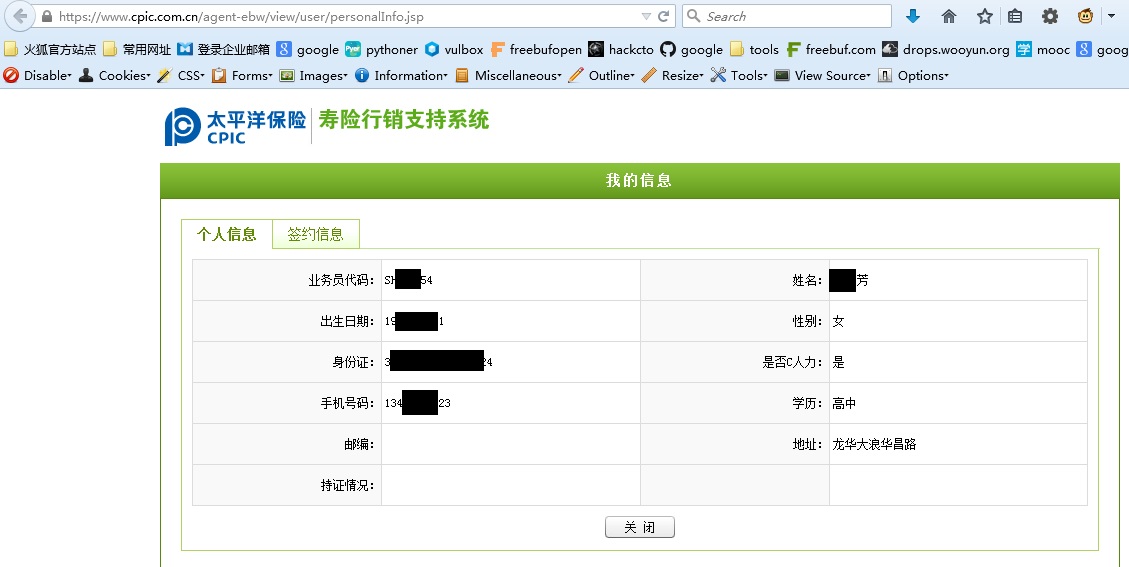 https://www.cpic.com.cn/agent-ebw/view/user/personalInfo.jsp Search
火狐官方站点 常用网址 登录企业邮箱 google pythoner vulbox freebufopen hackcto google tools freebuf.com drops.wooyun.org mooc goog
Disable Cookies CSS Forms Images Information Miscellaneous Outline Resize Tools View Source Options
太平洋保险 CPIC 寿险行销支持系统
我的信息
个人信息 签约信息
业务员代码: SH 54 姓名: 芳
出生日期: 19 1 性别: 女
身份证: 3 24 是否C人力: 是
手机号码: 134 23 学历: 高中
邮编: 地址: 龙华大浪华昌路
持证情况:
关 闭